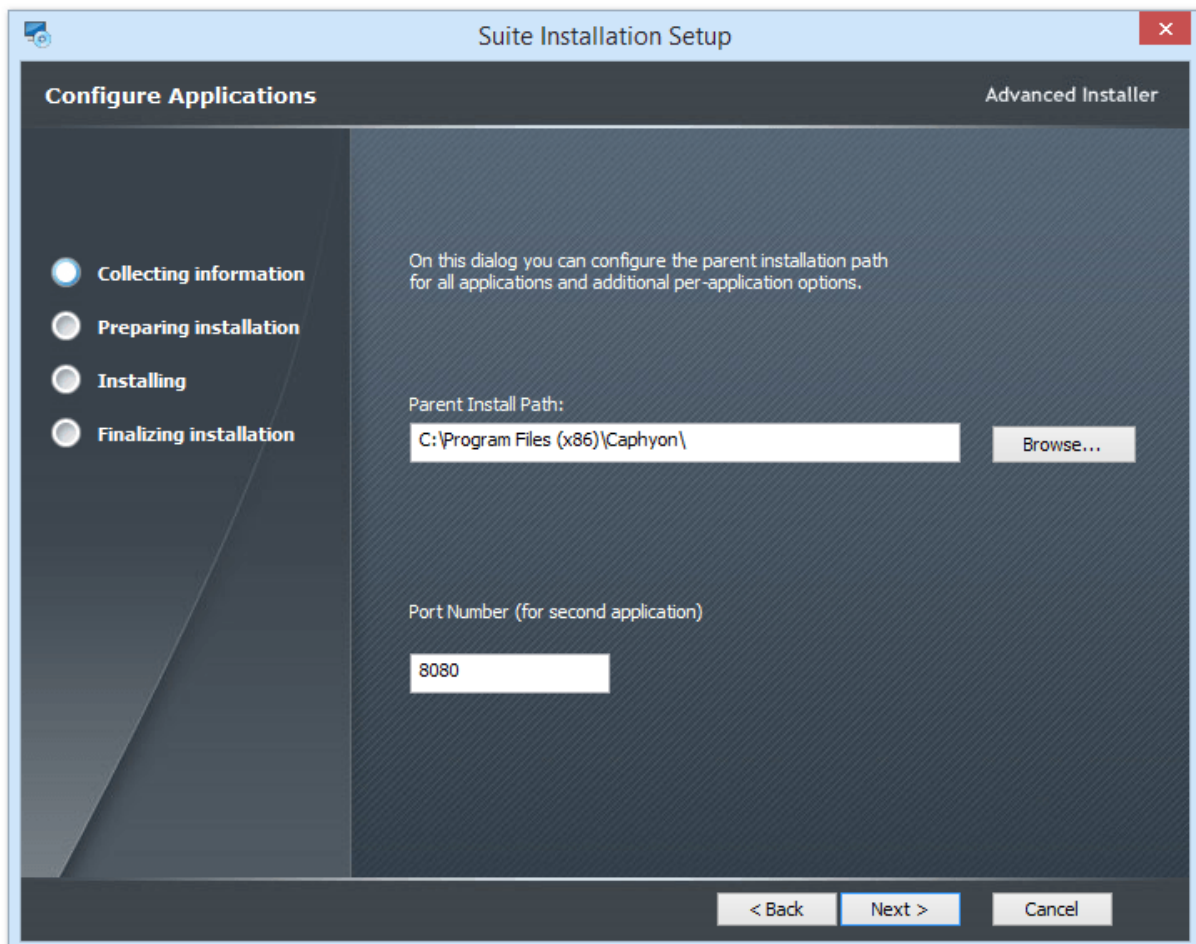 Suite Installation Setup
Configure Applications
Advanced Installer
Collecting information
Preparing installation
Installing
Finalizing installation
On this dialog you can configure the parent installation path
for all applications and additional per-application options.
Parent Install Path:
C:\Program Files (x86)\Caphyon\
Browse...
Port Number (for second application)
8080
< Back
Next >
Cancel